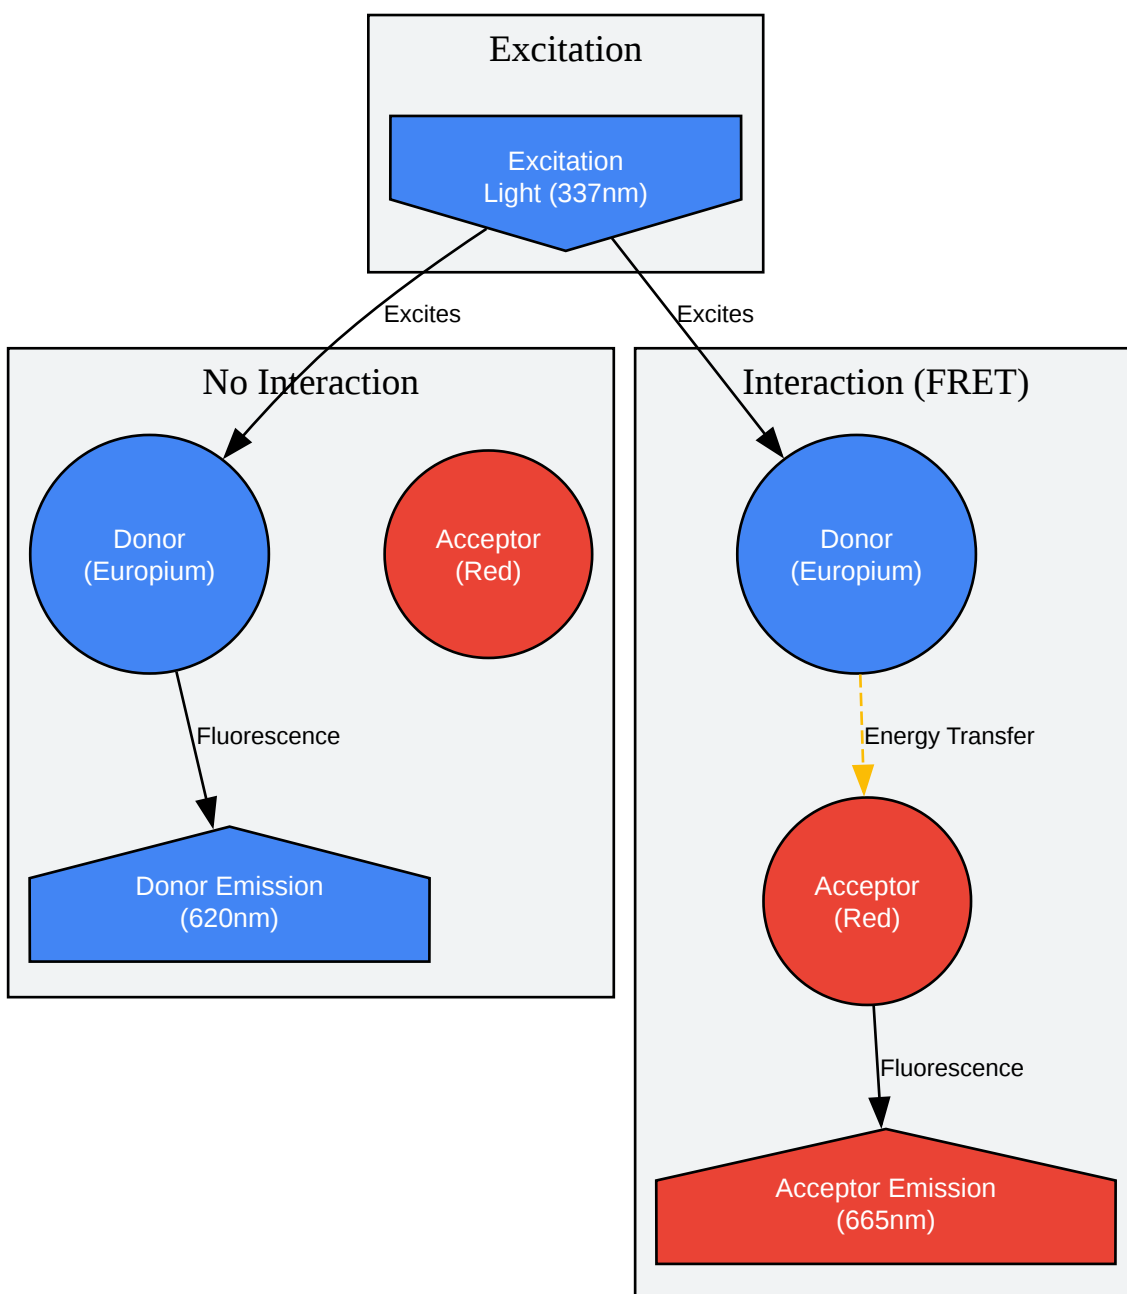 Excitation
Excitation
Light (337nm)
Excites
Excites
No Interaction
Donor
(Europium)
Acceptor
(Red)
Fluorescence
Donor Emission
(620nm)
Interaction (FRET)
Donor
(Europium)
Energy Transfer
Acceptor
(Red)
Fluorescence
Acceptor Emission
(665nm)